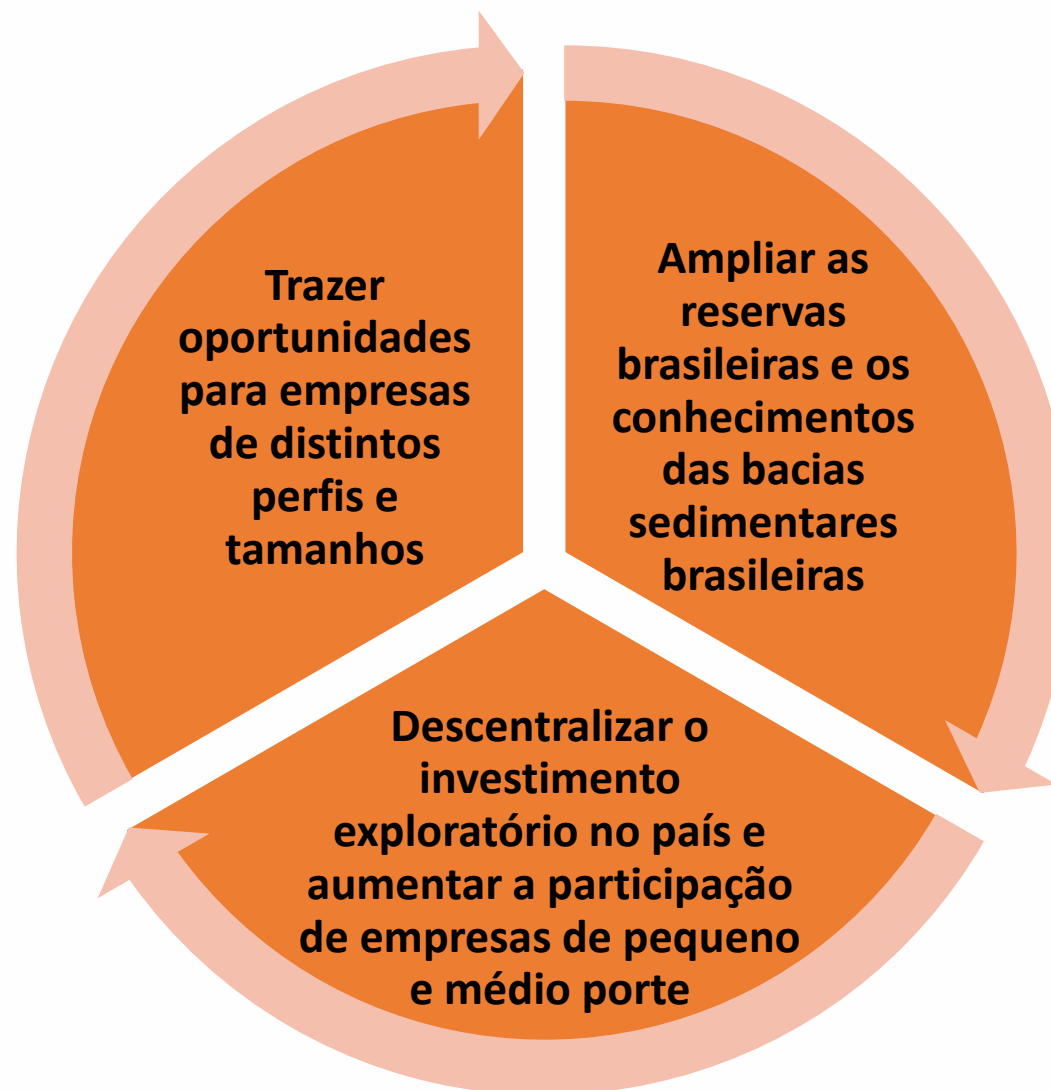 Trazer
oportunidades
para empresas
de distintos
perfis e
tamanhos
Ampliar as
reservas
brasileiras e os
conhecimentos
das bacias
sedimentares
brasileiras
Descentralizar o
investimento
exploratório no país e
aumentar a participação
de empresas de pequeno
e médio porte